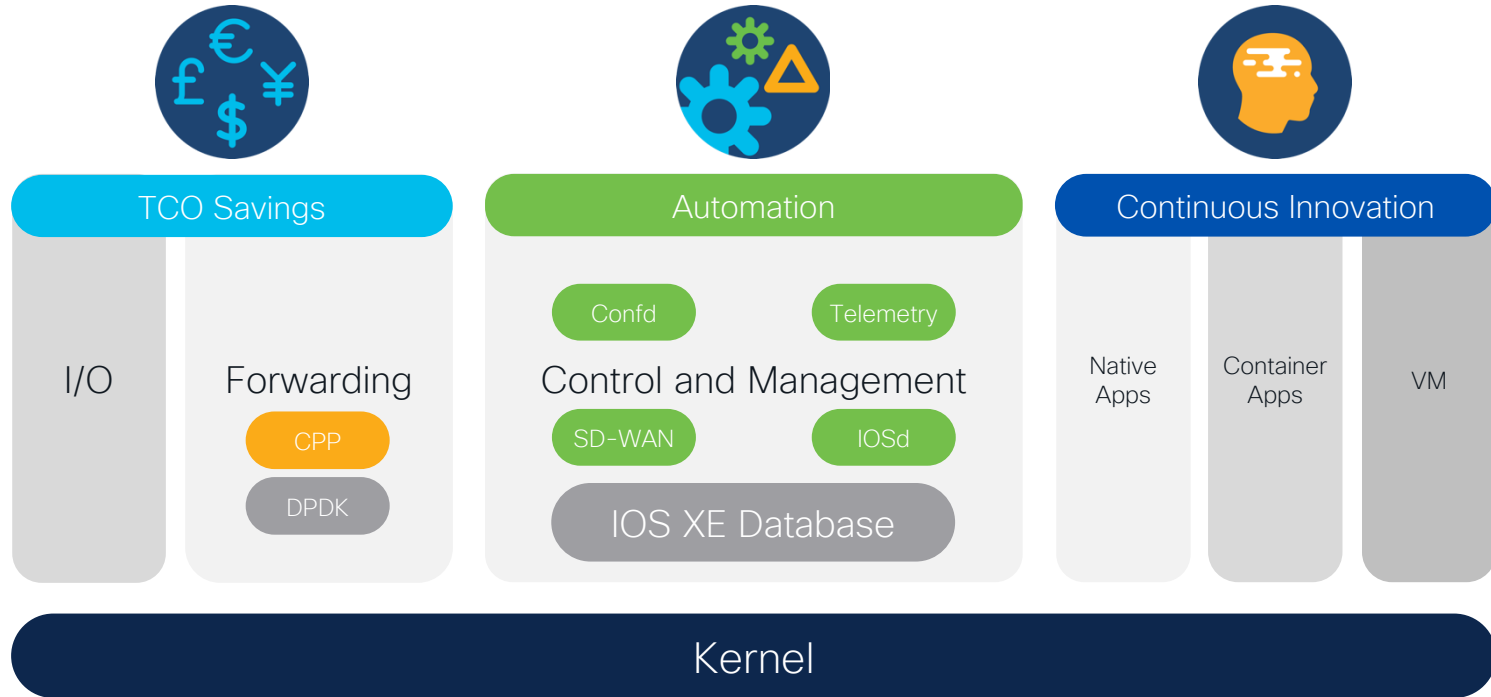 €
£
¥
$
TCO Savings
Automation
Continuous Innovation
I/O
Forwarding
CPP
DPDK
Confd
Telemetry
Control and Management
SD-WAN
IOSd
IOS XE Database
Native
Apps
Container
Apps
VM
Kernel